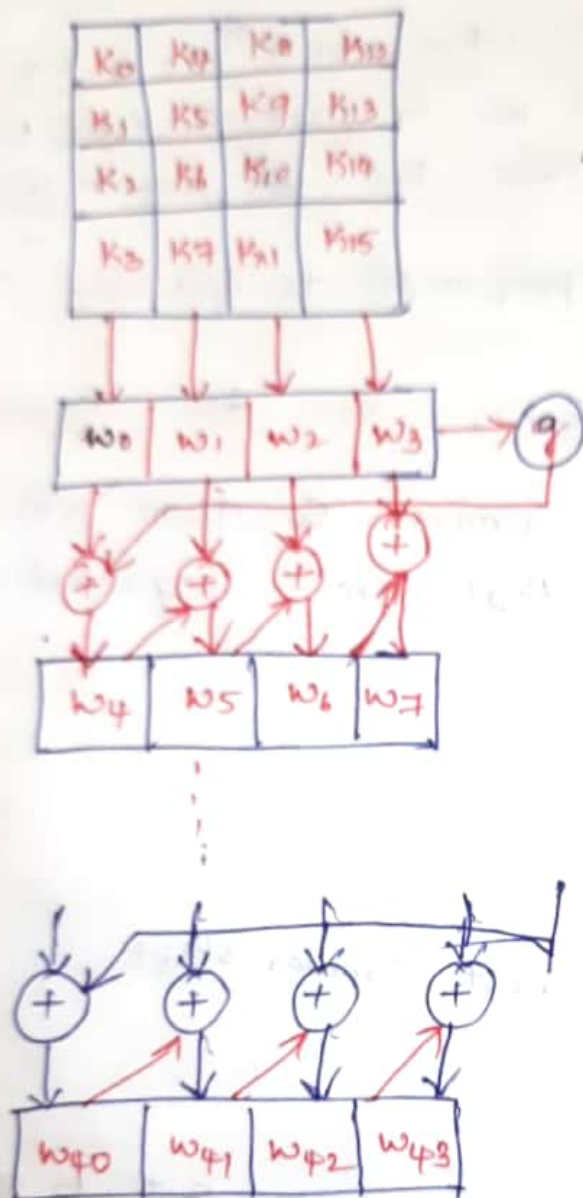 K0 K4 K8 K12
K1 K5 K9 K13
K2 K6 K10 K14
K3 K7 K11 K15
W0 W1 W2 W3 g
+ + + +
W4 W5 W6 W7
+ + + +
W40 W41 W42 W43